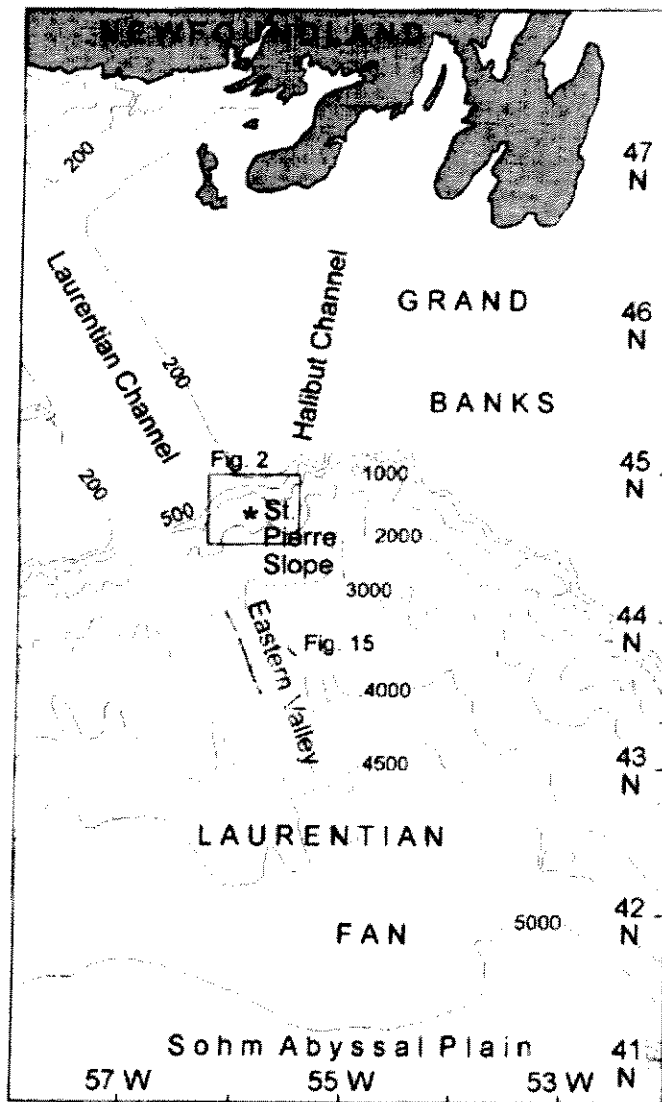 NEWFOUNDLAND
200
47
N
Laurentian Channel
Halibut Channel
GRAND
46
N
200
BANKS
Fig. 2
45
N
200
500
1000
* St.
Pierre
Slope
2000
3000
44
N
Eastern Valley
Fig. 15
4000
4500
43
N
LAURENTIAN
42
N
FAN
5000
Sohm Abyssal Plain
41
N
57 W
55 W
53 W